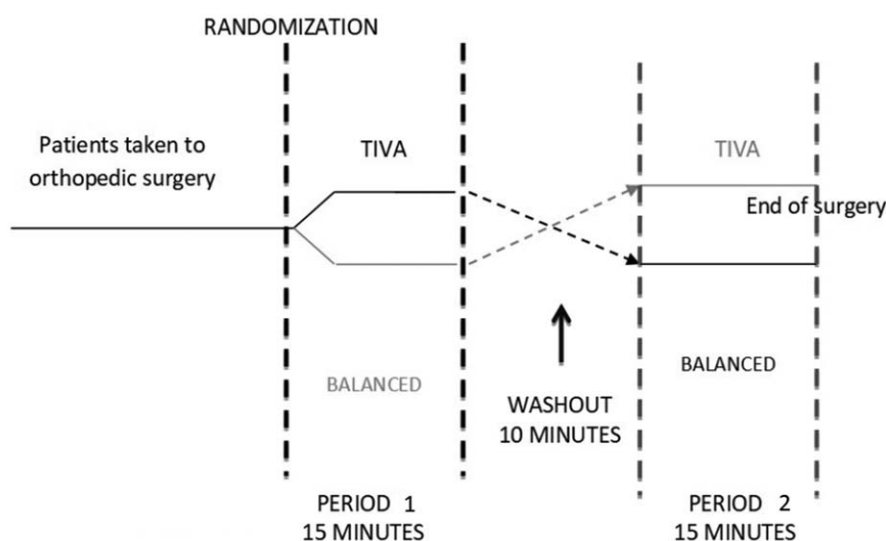 RANDOMIZATION
Patients taken to
orthopedic surgery
TIVA
TIVA
End of surgery
BALANCED
BALANCED
WASHOUT
10 MINUTES
PERIOD 1
15 MINUTES
PERIOD 2
15 MINUTES